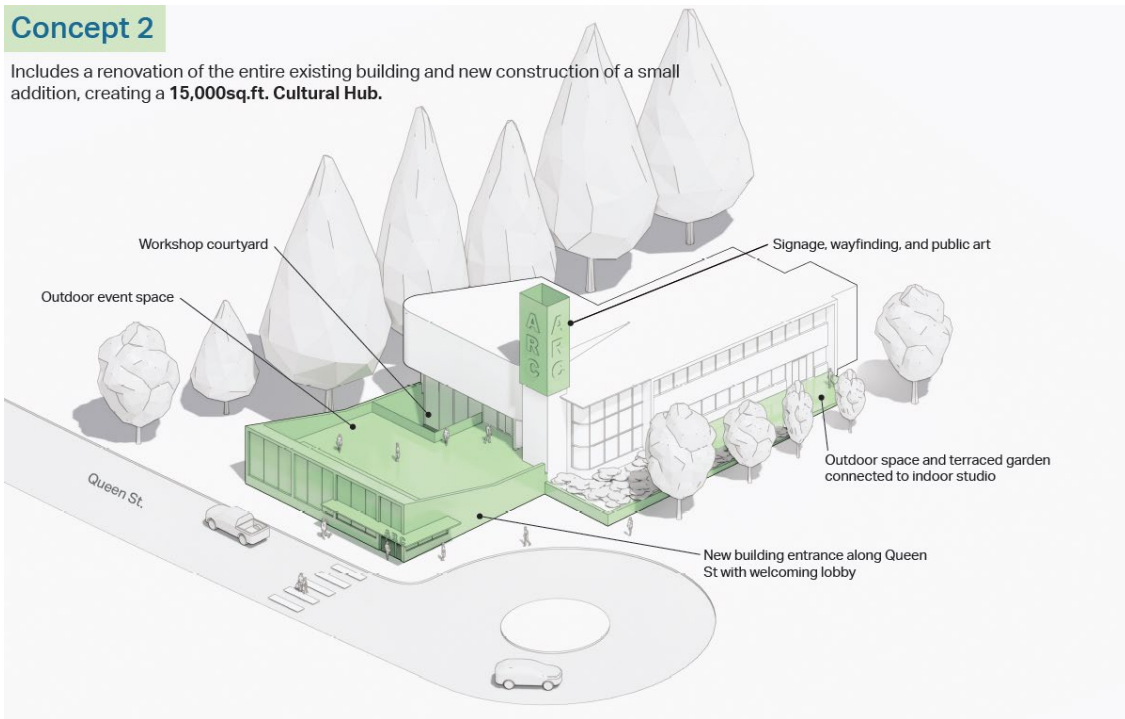 Concept 2
Includes a renovation of the entire existing building and new construction of a small
addition, creating a 15,000sq.ft. Cultural Hub.
Workshop courtyard
Signage, wayfinding, and public art
Outdoor event space
ARC
ARC
Outdoor space and terraced garden
connected to indoor studio
Queen St.
New building entrance along Queen
St with welcoming lobby